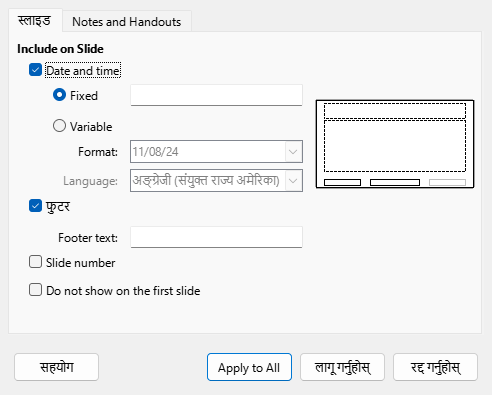 स्लाइड Notes and Handouts
Include on Slide
Date and time
Fixed
Variable
Format: 11/08/24
Language: अङ्ग्रेजी (संयुक्त राज्य अमेरिका)
फुटर
Footer text:
Slide number
Do not show on the first slide
सहयोग Apply to All लागू गर्नुहोस् रद्द गर्नुहोस्